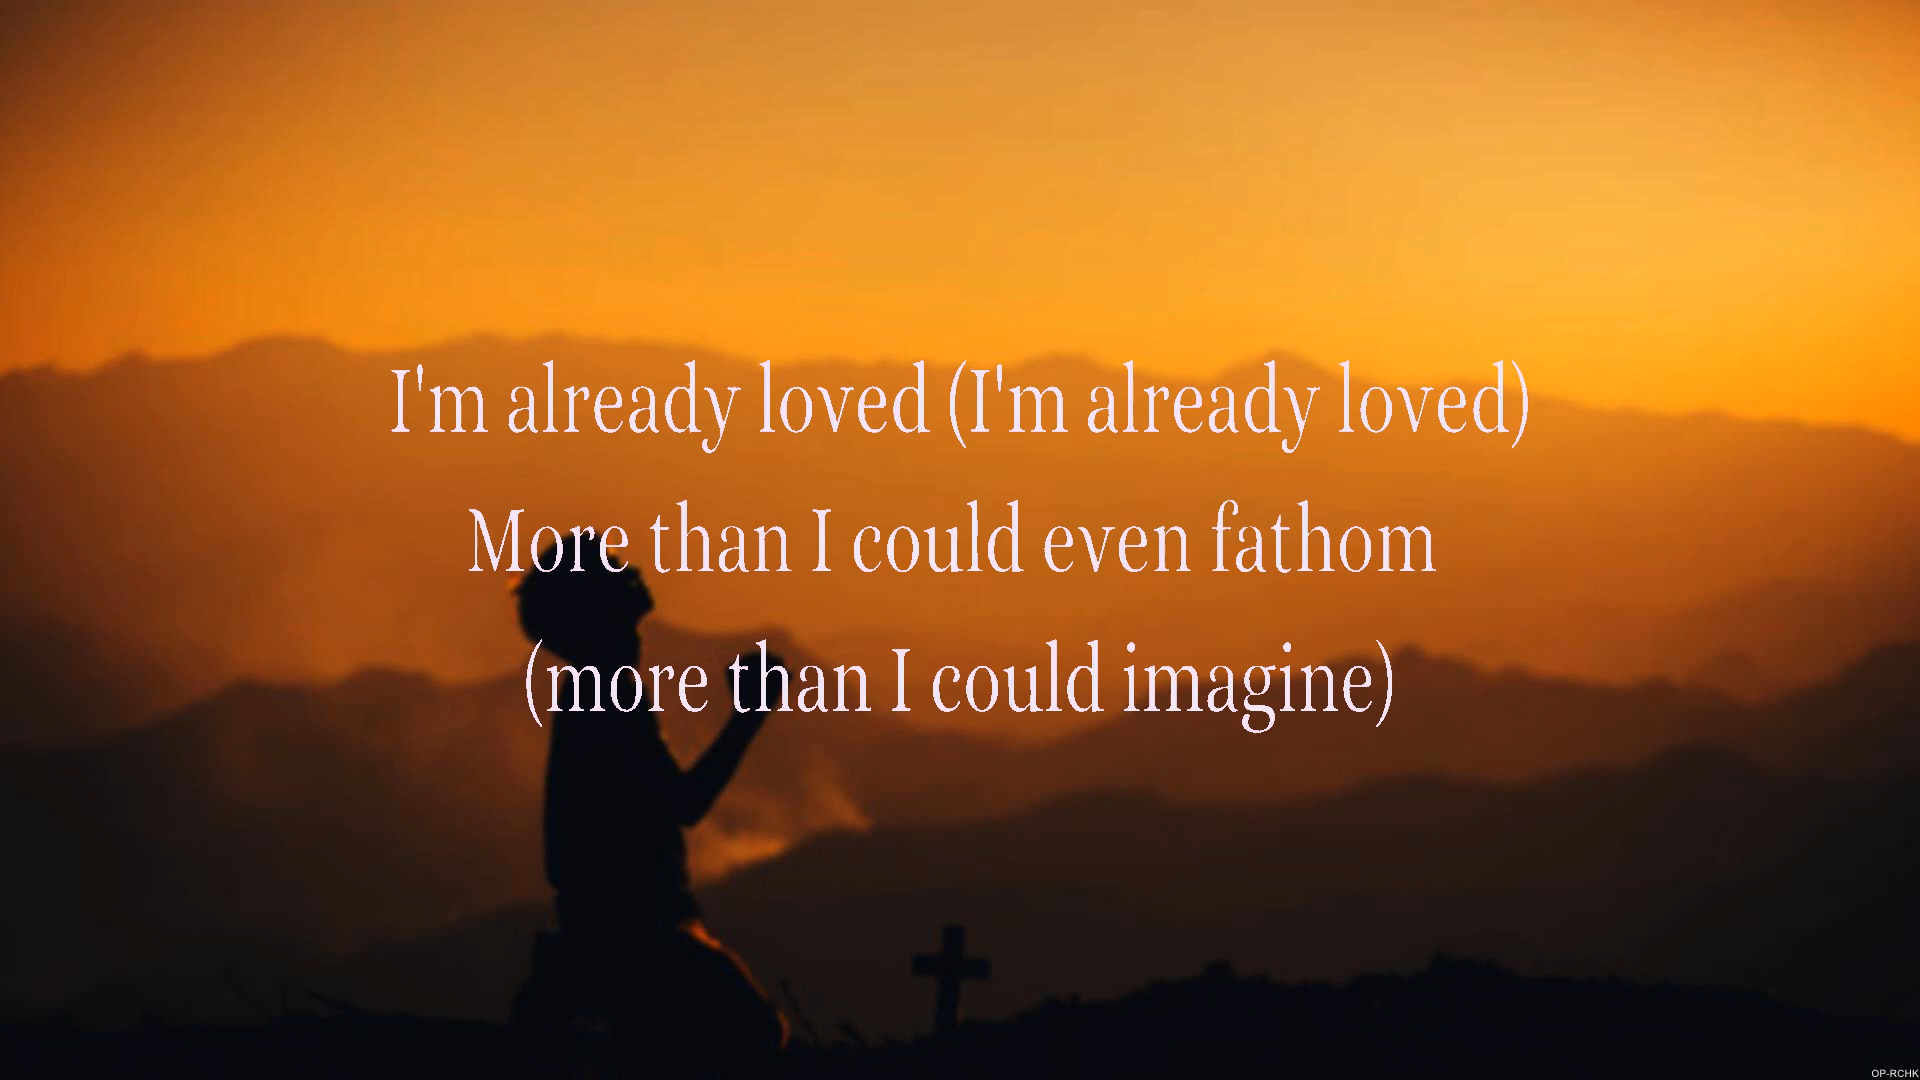 I'm already loved (I'm already loved)
More than I could even fathom
(more than I could imagine)
OP-RCHK